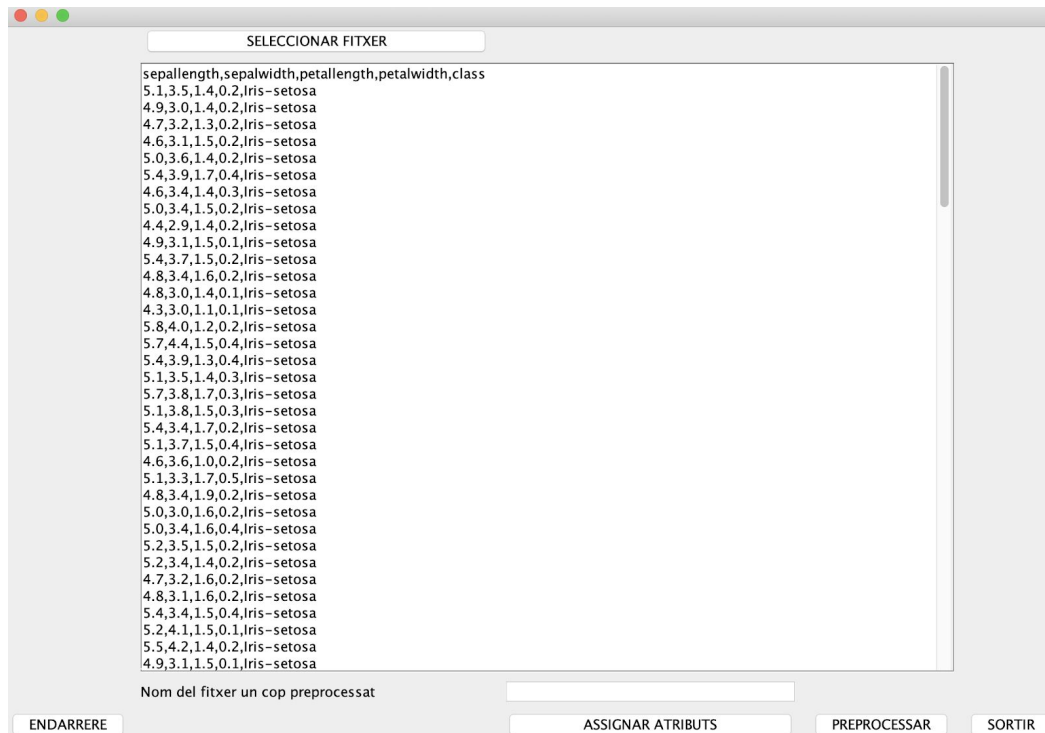 SELECCIONAR FITXER
sepallength,sepalwidth,petallength,petalwidth,class
5.1,3.5,1.4,0.2,Iris-setosa
4.9,3.0,1.4,0.2,Iris-setosa
4.7,3.2,1.3,0.2,Iris-setosa
4.6,3.1,1.5,0.2,Iris-setosa
5.0,3.6,1.4,0.2,Iris-setosa
5.4,3.9,1.7,0.4,Iris-setosa
4.6,3.4,1.4,0.3,Iris-setosa
5.0,3.4,1.5,0.2,Iris-setosa
4.4,2.9,1.4,0.2,Iris-setosa
4.9,3.1,1.5,0.1,Iris-setosa
5.4,3.7,1.5,0.2,Iris-setosa
4.8,3.4,1.6,0.2,Iris-setosa
4.8,3.0,1.4,0.1,Iris-setosa
4.3,3.0,1.1,0.1,Iris-setosa
5.8,4.0,1.2,0.2,Iris-setosa
5.7,4.4,1.5,0.4,Iris-setosa
5.4,3.9,1.3,0.4,Iris-setosa
5.1,3.5,1.4,0.3,Iris-setosa
5.7,3.8,1.7,0.3,Iris-setosa
5.1,3.8,1.5,0.3,Iris-setosa
5.4,3.4,1.7,0.2,Iris-setosa
5.1,3.7,1.5,0.4,Iris-setosa
4.6,3.6,1.0,0.2,Iris-setosa
5.1,3.3,1.7,0.5,Iris-setosa
4.8,3.4,1.9,0.2,Iris-setosa
5.0,3.0,1.6,0.2,Iris-setosa
5.0,3.4,1.6,0.4,Iris-setosa
5.2,3.5,1.5,0.2,Iris-setosa
5.2,3.4,1.4,0.2,Iris-setosa
4.7,3.2,1.6,0.2,Iris-setosa
4.8,3.1,1.6,0.2,Iris-setosa
5.4,3.4,1.5,0.4,Iris-setosa
5.2,4.1,1.5,0.1,Iris-setosa
5.5,4.2,1.4,0.2,Iris-setosa
4.9,3.1,1.5,0.1,Iris-setosa
Nom del fitxer un cop preprocessat
ENDARRERE
ASSIGNAR ATRIBUTS
PREPROCESSAR
SORTIR